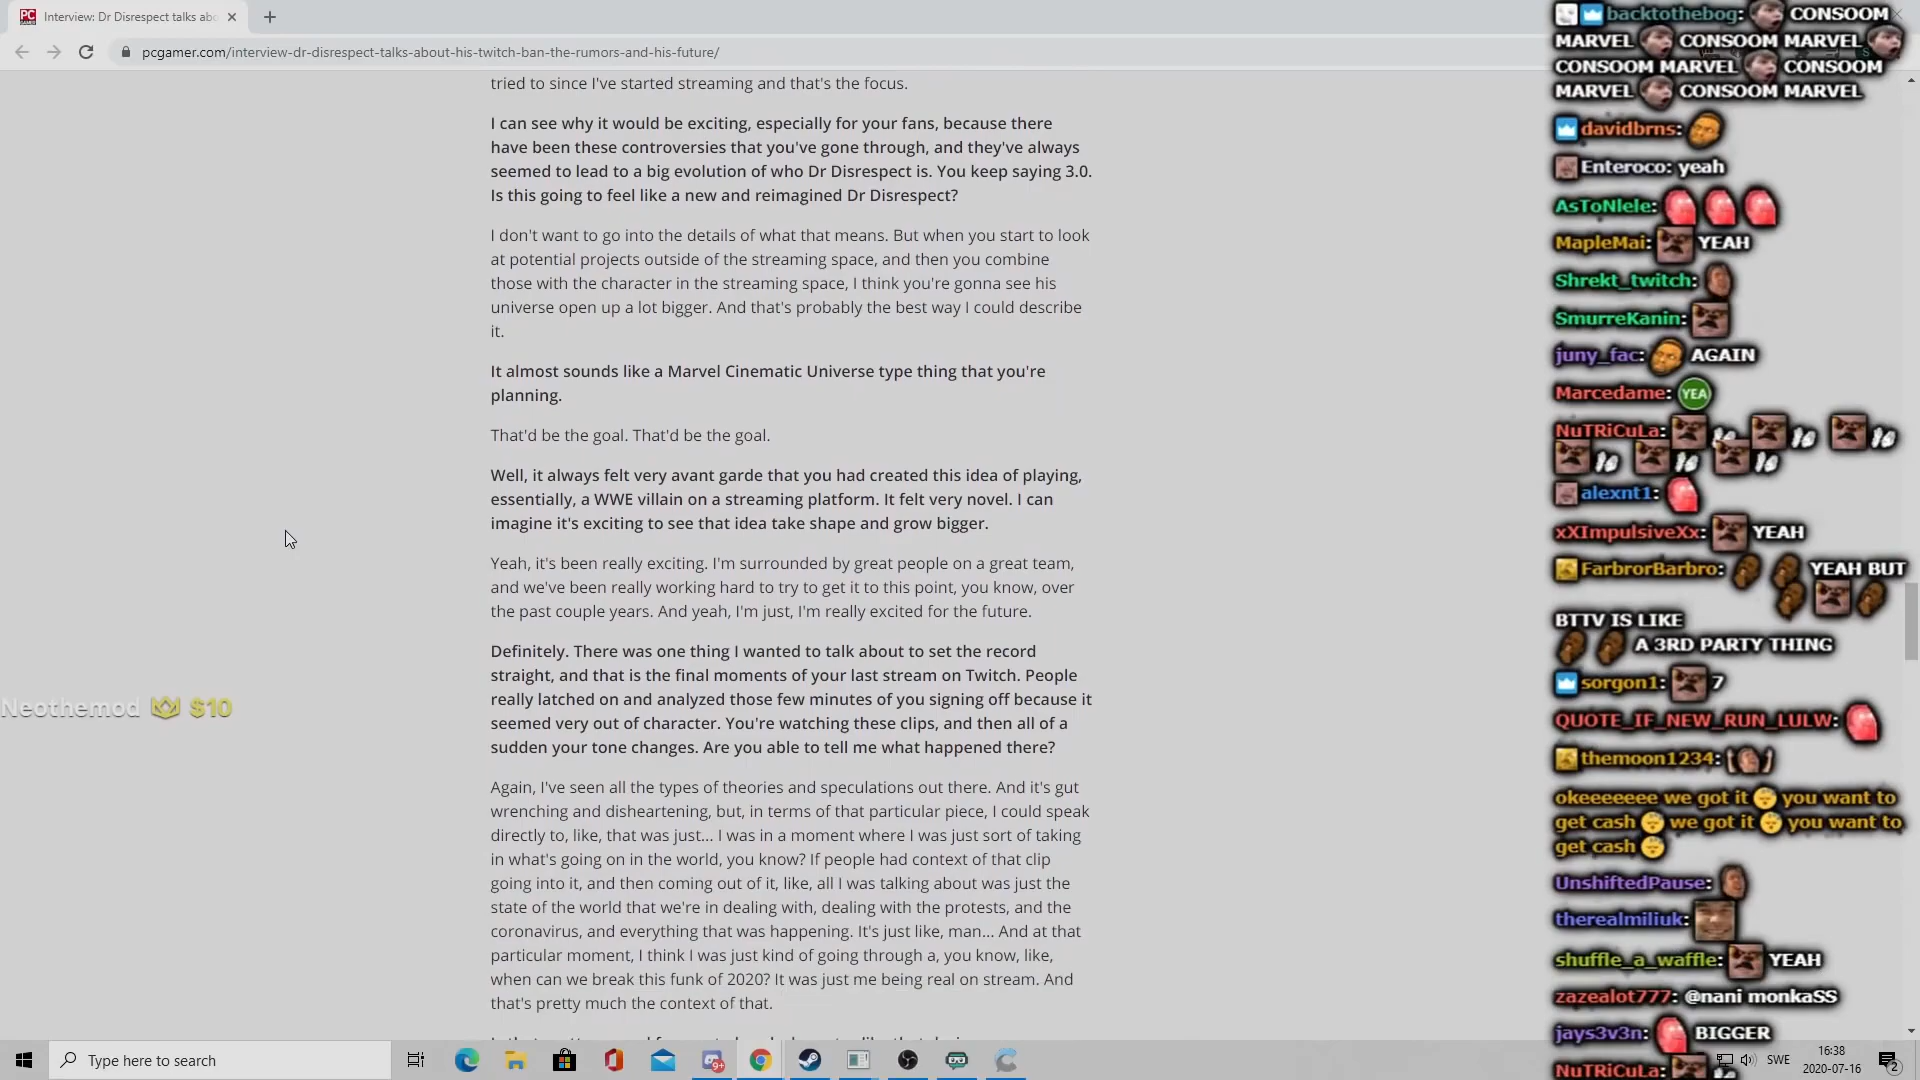 Interview: Dr Disrespect talks abo
pcgamer.com/interview-dr-disrespect-talks-about-his-twitch-ban-the-rumors-and-his-future/
tried to since I've started streaming and that's the focus.
I can see why it would be exciting, especially for your fans, because there
have been these controversies that you've gone through, and they've always
seemed to lead to a big evolution of who Dr Disrespect is. You keep saying 3.0.
Is this going to feel like a new and reimagined Dr Disrespect?
I don't want to go into the details of what that means. But when you start to look
at potential projects outside of the streaming space, and then you combine
those with the character in the streaming space, I think you're gonna see his
universe open up a lot bigger. And that's probably the best way I could describe
it.
It almost sounds like a Marvel Cinematic Universe type thing that you're
planning.
That'd be the goal. That'd be the goal.
Well, it always felt very avant garde that you had created this idea of playing,
essentially, a WWE villain on a streaming platform. It felt very novel. I can
imagine it's exciting to see that idea take shape and grow bigger.
Yeah, it's been really exciting. I'm surrounded by great people on a great team,
and we've been really working hard to try to get it to this point, you know, over
the past couple years. And yeah, I'm just, I'm really excited for the future.
Definitely. There was one thing I wanted to talk about to set the record
straight, and that is the final moments of your last stream on Twitch. People
really latched on and analyzed those few minutes of you signing off because it
seemed very out of character. You're watching these clips, and then all of a
sudden your tone changes. Are you able to tell me what happened there?
Again, I've seen all the types of theories and speculations out there. And it's gut
wrenching and disheartening, but, in terms of that particular piece, I could speak
directly to, like, that was just... I was in a moment where I was just sort of taking
in what's going on in the world, you know? If people had context of that clip
going into it, and then coming out of it, like, all I was talking about was just the
state of the world that we're in dealing with, dealing with the protests, and the
coronavirus, and everything that was happening. It's just like, man... And at that
particular moment, I think I was just kind of going through a, you know, like,
when can we break this funk of 2020? It was just me being real on stream. And
that's pretty much the context of that.
Neothemod $10
backtothebog: CONSOOM
MARVEL CONSOOM MARVEL
CONSOOM MARVEL CONSOOM
MARVEL CONSOOM MARVEL
davidbrns:
Enteroco: yeah
AsToNlele:
MapleMai: YEAH
Shrekt_twitch:
SmurreKanin:
juny_fac: AGAIN
Marcedame: YEA
NuTRiCuLa:
alexnt1:
xXImpulsiveXx: YEAH
FarbrorBarbro: YEAH BUT
BTTV IS LIKE
A 3RD PARTY THING
sorgon1: 7
QUOTE_IF_NEW_RUN_LULW:
themoon1234:
okeeeeeee we got it you want to
get cash we got it you want to
get cash
UnshiftedPause:
therealmiliuk:
shuffle_a_waffle: YEAH
zazealot777: @nani monkaSS
jays3v3n: BIGGER
NuTRiCuLa:
Type here to search
9+
SWE
16:38
2020-07-16
2